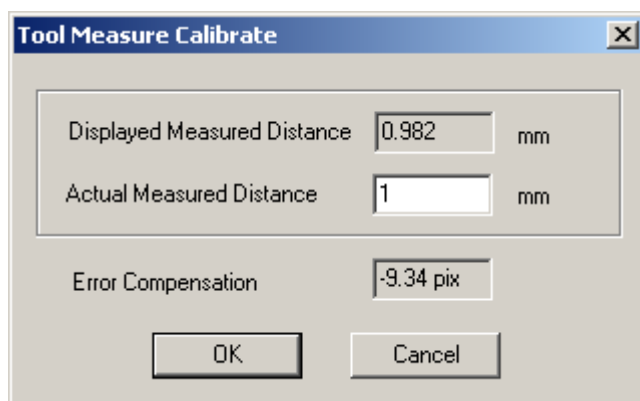 Tool Measure Calibrate
Displayed Measured Distance 0.982 mm
Actual Measured Distance 1 mm
Error Compensation -9.34 pix
OK Cancel